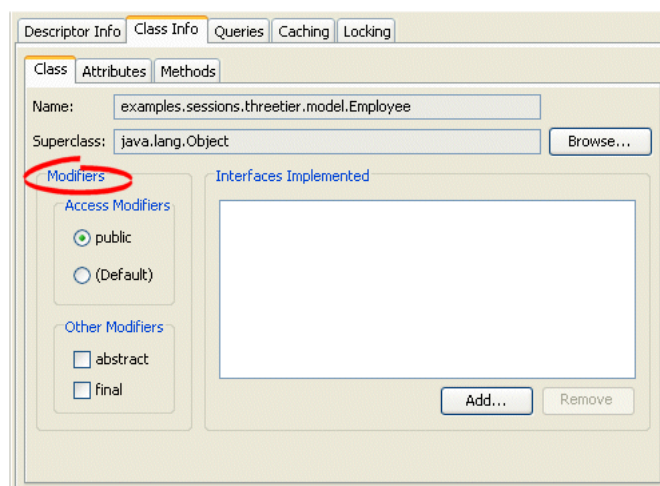 Descriptor Info Class Info Queries Caching Locking
Class Attributes Methods
Name: examples.sessions.threetier.model.Employee
Superclass: java.lang.Object Browse...
Modifiers Interfaces Implemented
Access Modifiers
public
(Default)
Other Modifiers
abstract
final
Add... Remove